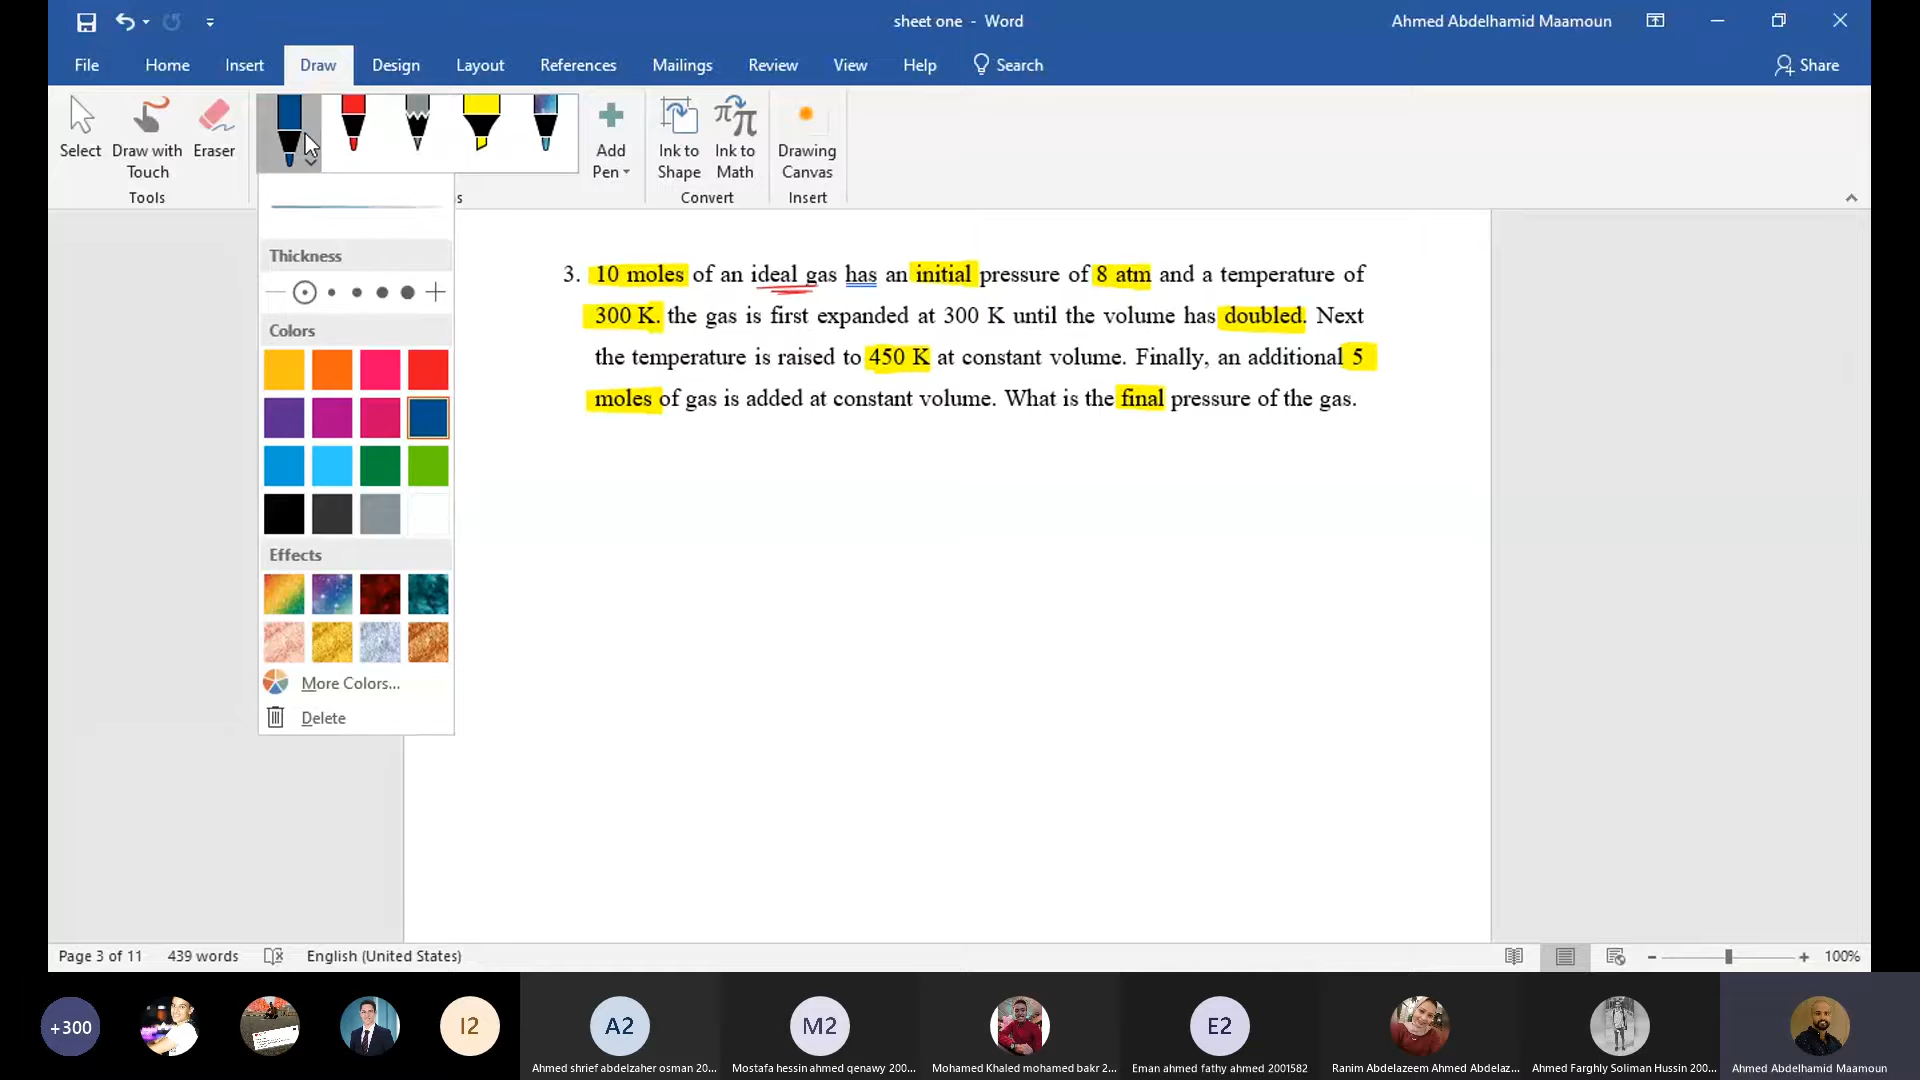 sheet one - Word
Ahmed Abdelhamid Maamoun
File Home Insert Draw Design Layout References Mailings Review View Help Search Share
Select Draw with Touch Eraser
Add Pen
Ink to Shape Ink to Math
Drawing Canvas
Tools
s
Convert
Insert
Thickness
Colors
Effects
More Colors...
Delete
3. 10 moles of an ideal gas has an initial pressure of 8 atm and a temperature of
300 K. the gas is first expanded at 300 K until the volume has doubled. Next
the temperature is raised to 450 K at constant volume. Finally, an additional 5
moles of gas is added at constant volume. What is the final pressure of the gas.
Page 3 of 11 439 words English (United States) 100%
+300 I2 A2 M2 E2
Ahmed shrief abdelzaher osman 20... Mostafa hessin ahmed qenawy 200... Mohamed Khaled mohamed bakr 2... Eman ahmed fathy ahmed 2001582 Ranim Abdelazeem Ahmed Abdelaz... Ahmed Farghly Soliman Hussin 200... Ahmed Abdelhamid Maamoun